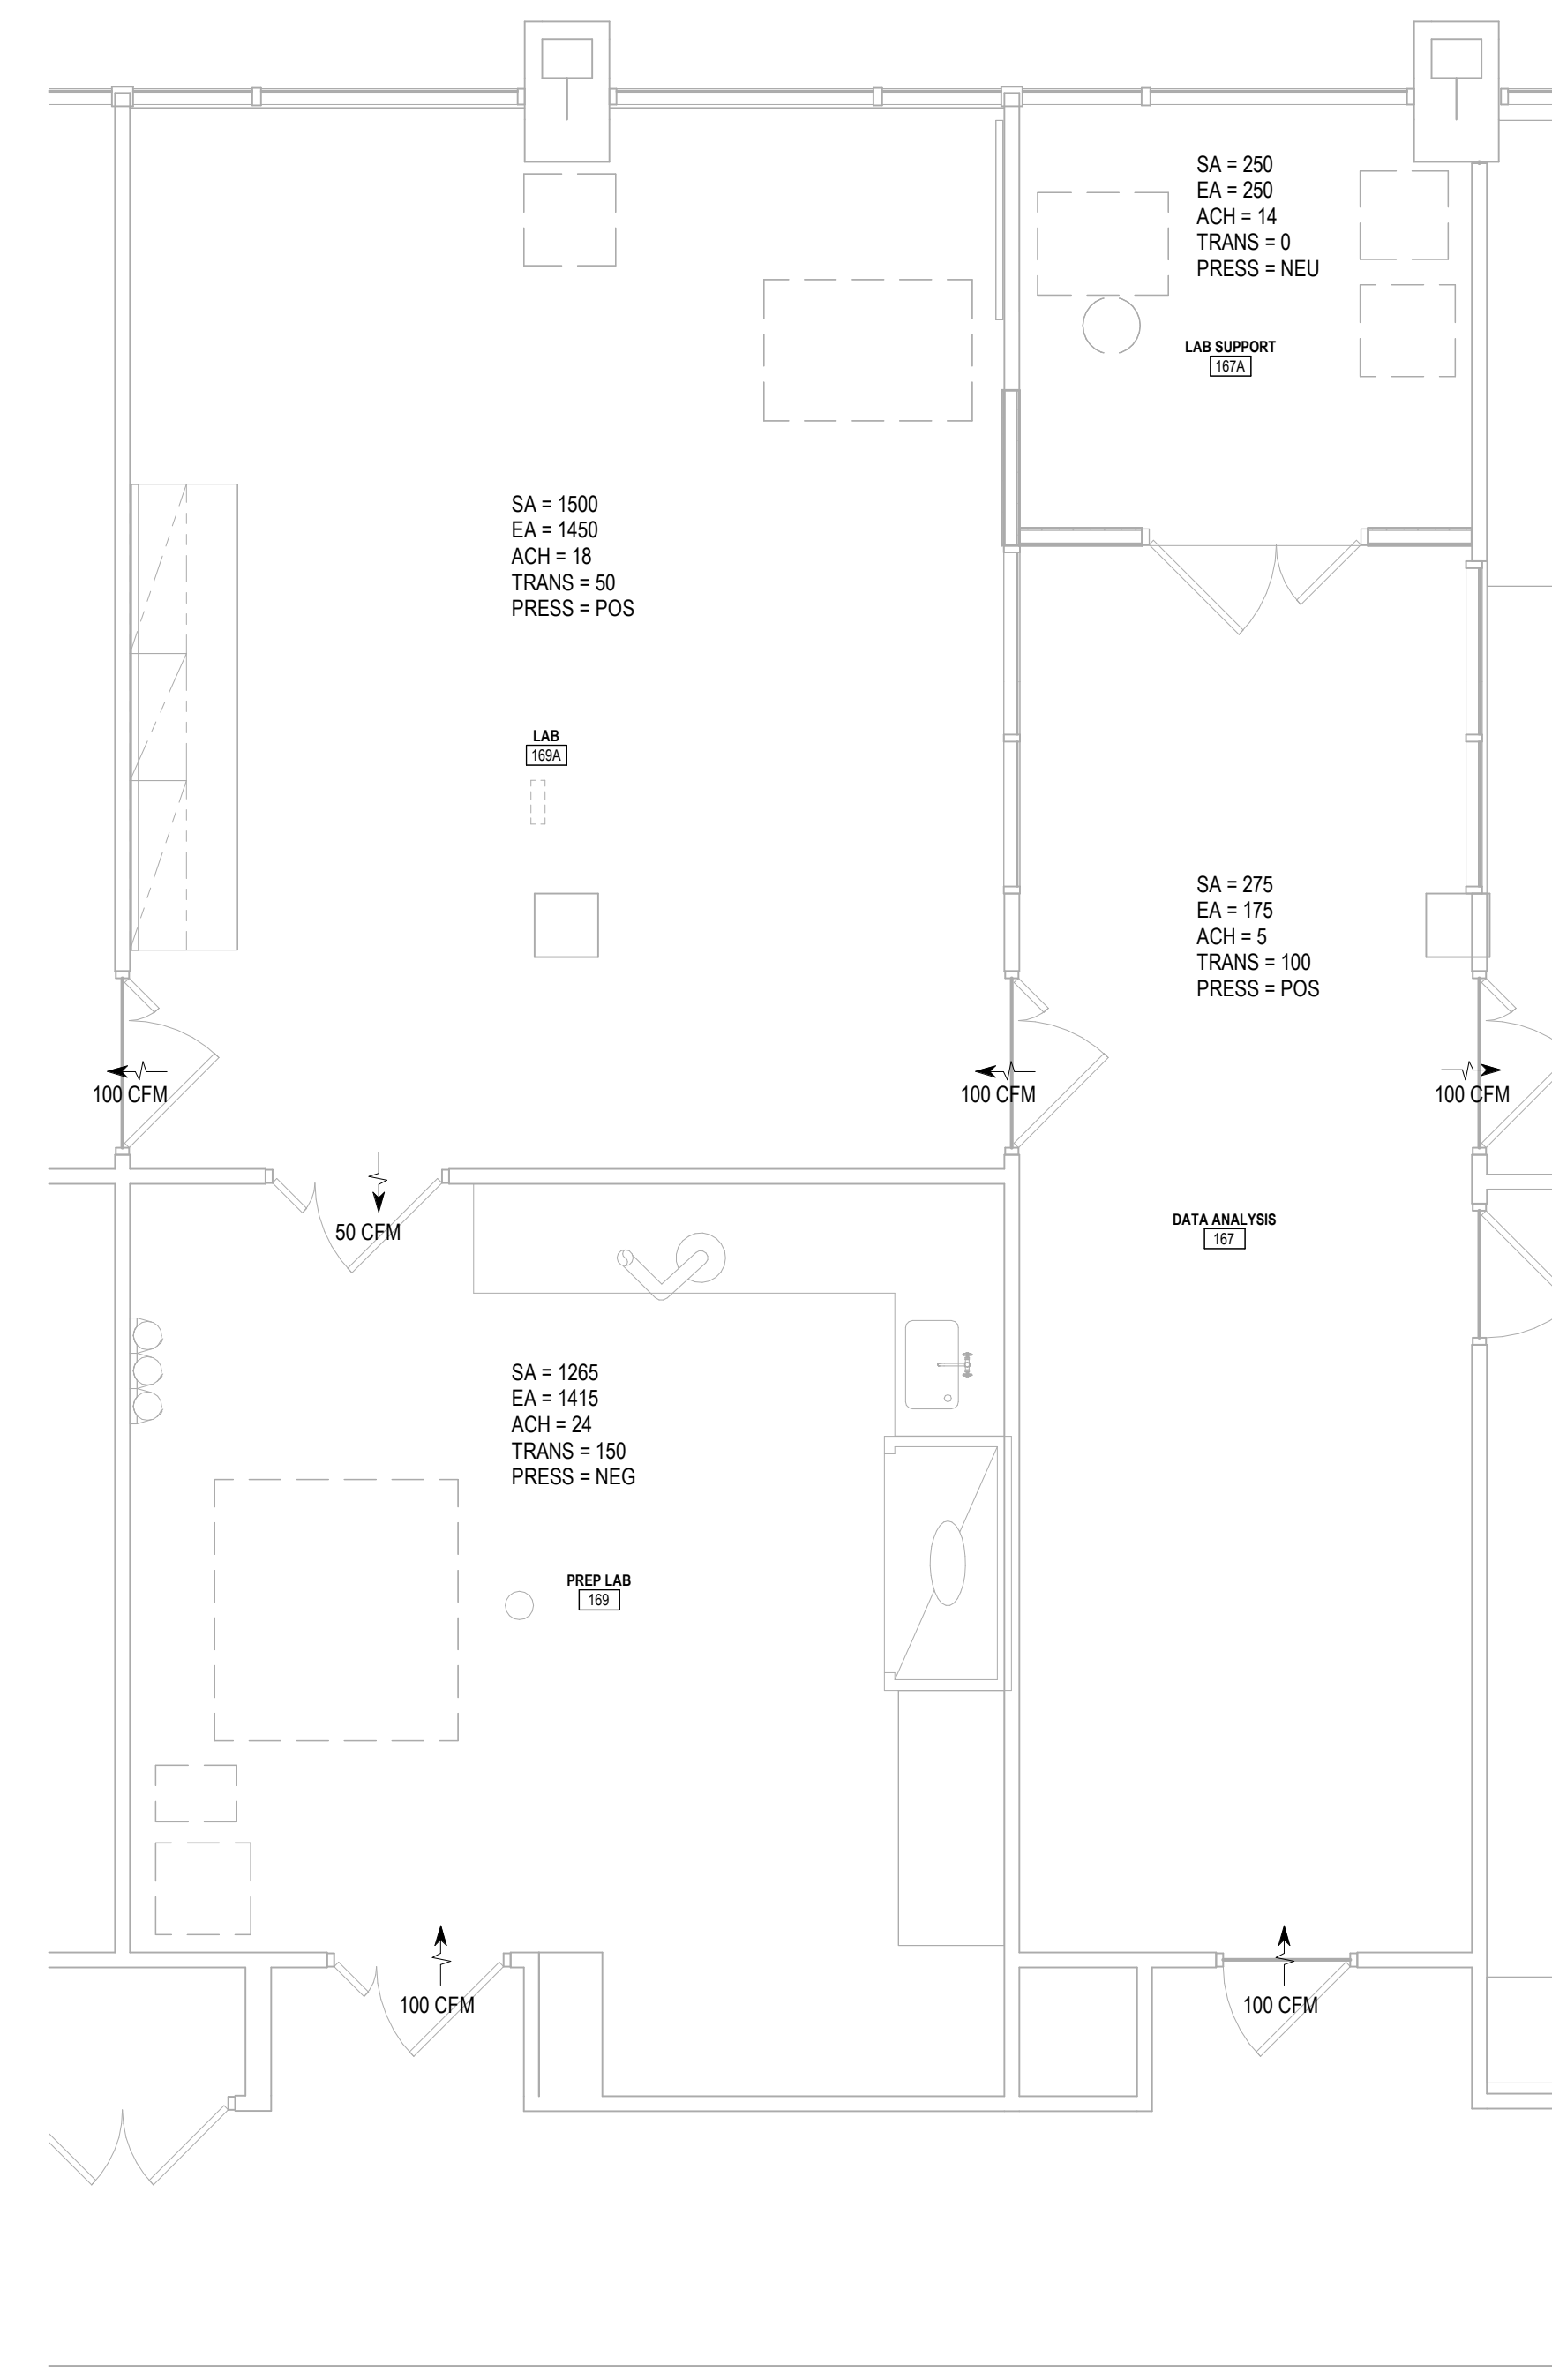 SA = 250
EA = 250
ACH = 14
TRANS = 0
PRESS = NEU
LAB SUPPORT
167A
SA = 1500
EA = 1450
ACH = 18
TRANS = 50
PRESS = POS
LAB
169A
SA = 275
EA = 175
ACH = 5
TRANS = 100
PRESS = POS
100 CFM
100 CFM
100 CFM
50 CFM
DATA ANALYSIS
167
SA = 1265
EA = 1415
ACH = 24
TRANS = 150
PRESS = NEG
PREP LAB
169
100 CFM
100 CFM